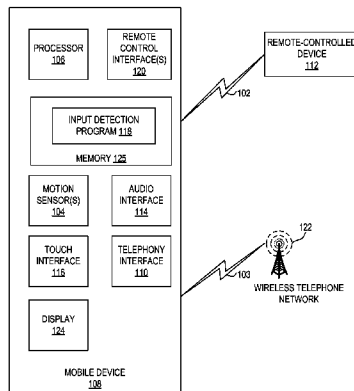 PROCESSOR
106
REMOTE
CONTROL
INTERFACE(S)
120
REMOTE-CONTROLLED
DEVICE
112
102
INPUT DETECTION
PROGRAM 118
MEMORY 125
MOTION
SENSOR(S)
104
AUDIO
INTERFACE
114
TOUCH
INTERFACE
116
TELEPHONY
INTERFACE
110
103
122
WIRELESS TELEPHONE
NETWORK
DISPLAY
124
MOBILE DEVICE
108